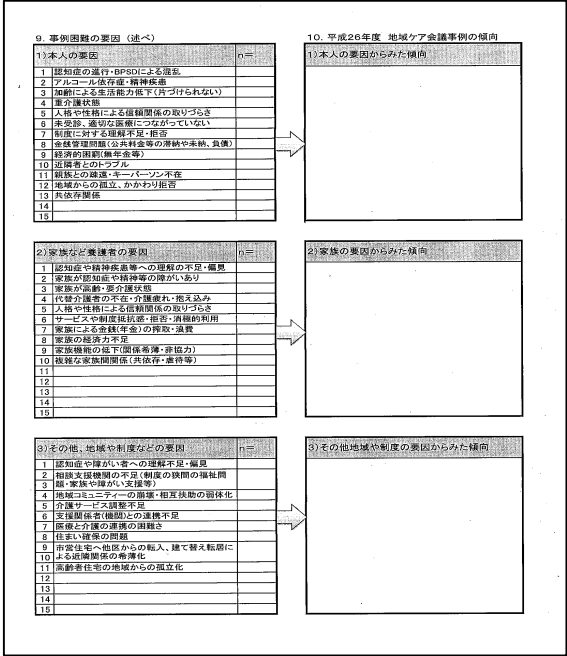 9. 事例困難の要因 (述べ)
1)本人の要因 n=
1 認知症の進行・BPSDによる混乱
2 アルコール依存症・精神疾患
3 加齢による生活能力低下(片づけられない)
4 重介護状態
5 人格や性格による信頼関係の取りづらさ
6 未受診、適切な医療につながっていない
7 制度に対する理解不足・拒否
8 金銭管理問題(公共料金等の滞納や未納、負債)
9 経済的困窮(無年金等)
10 近隣者とのトラブル
11 親族との疎遠・キーパーソン不在
12 地域からの孤立、かかわり拒否
13 共依存関係
14
15
10. 平成26年度 地域ケア会議事例の傾向
1)本人の要因からみた傾向
2)家族など養護者の要因 n=
1 認知症や精神疾患等への理解の不足・偏見
2 家族が認知症や精神等の障がいあり
3 家族が高齢・要介護状態
4 代替介護者の不在・介護疲れ・抱え込み
5 人格や性格による信頼関係の取りづらさ
6 サービスや制度抵抗感・拒否・消極的利用
7 家族による金銭(年金)の搾取・浪費
8 家族の経済力不足
9 家族機能の低下(関係希薄・非協力)
10 複雑な家族間関係(共依存・虐待等)
11
12
13
14
15
2)家族の要因からみた傾向
3)その他、地域や制度などの要因 n=
1 認知症や障がい者への理解不足・偏見
2 相談支援機関の不足(制度の狭間の福祉問
3 題・家族や障がい支援等)
4 地域コミュニティーの崩壊・相互扶助の弱体化
5 介護サービス調整不足
6 支援関係者(機関)との連携不足
7 医療と介護の連携の困難さ
8 住まい確保の問題
9 市営住宅へ他区からの転入、建て替え転居に
10 よる近隣関係の希薄化
11 高齢者住宅の地域からの孤立化
12
13
14
15
3)その他地域や制度の要因からみた傾向